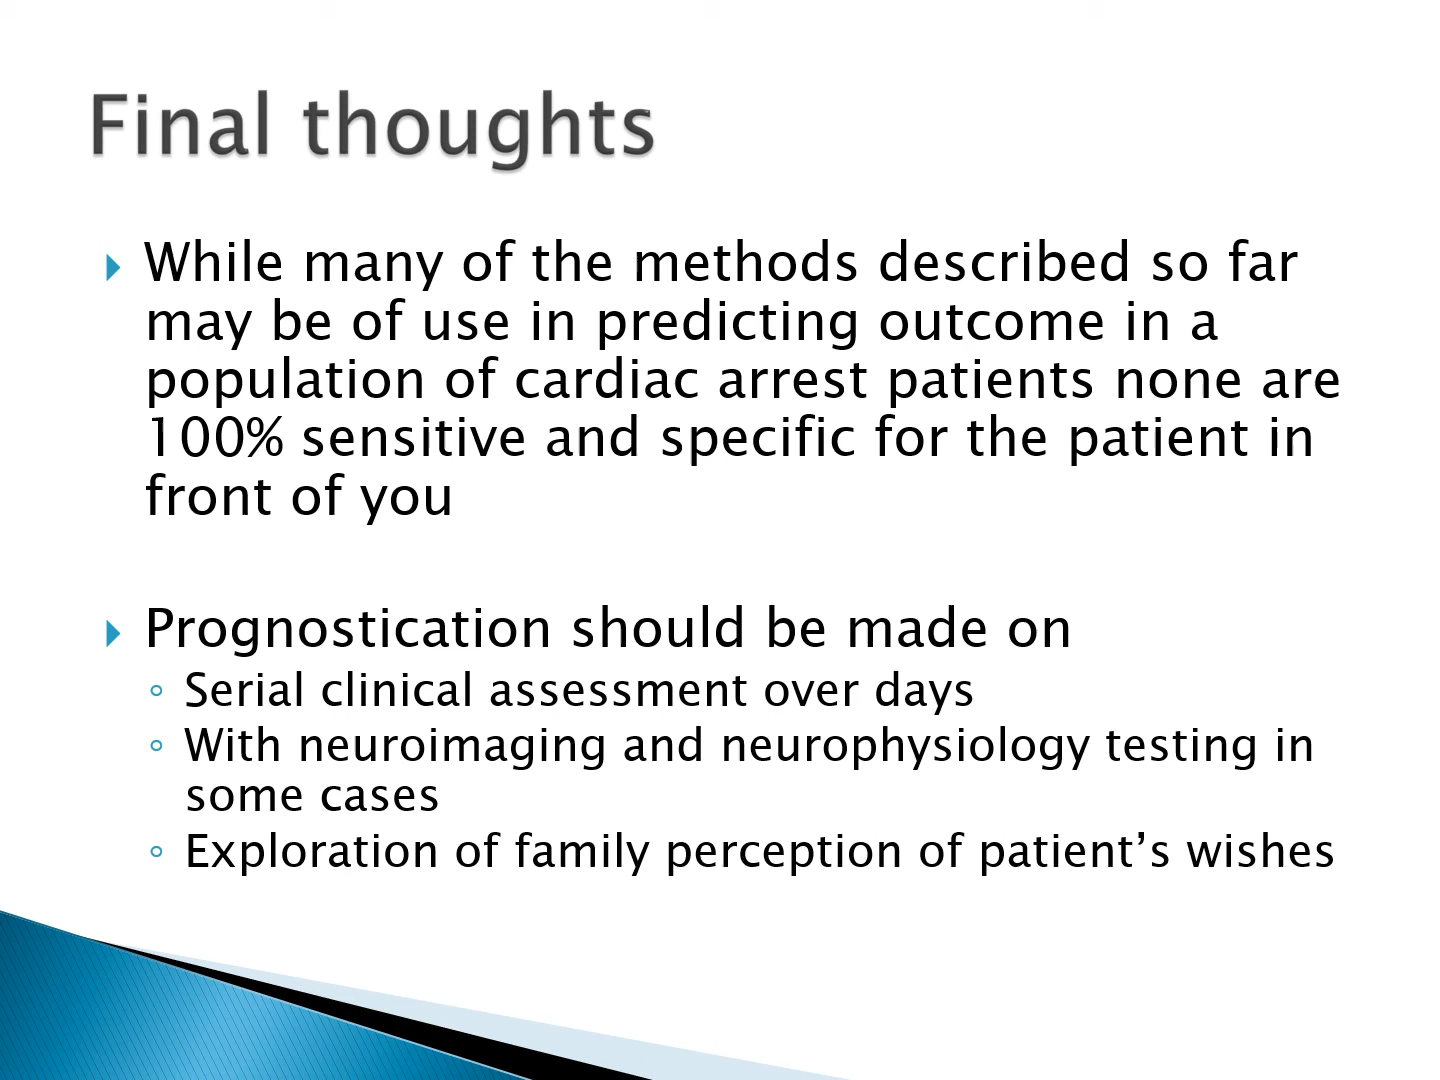 Final thoughts
While many of the methods described so far
may be of use in predicting outcome in a
population of cardiac arrest patients none are
100% sensitive and specific for the patient in
front of you
Prognostication should be made on
Serial clinical assessment over days
With neuroimaging and neurophysiology testing in
some cases
Exploration of family perception of patient’s wishes